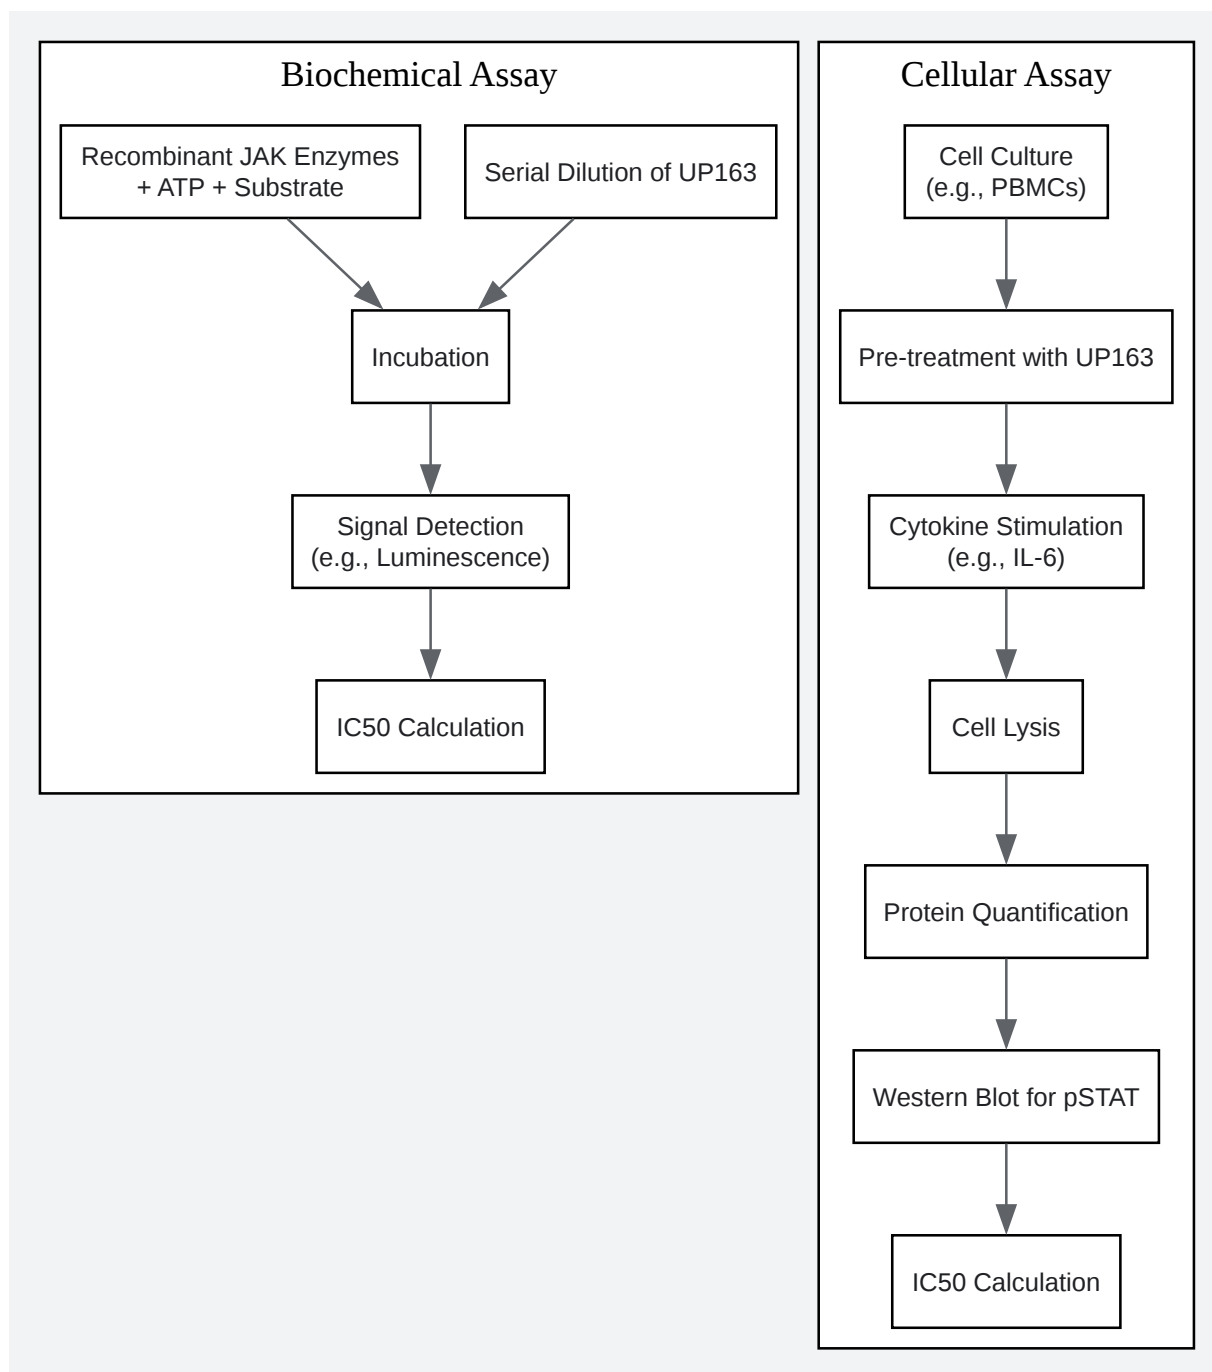 Biochemical Assay
Recombinant JAK Enzymes
+ ATP + Substrate
Serial Dilution of UP163
Incubation
Signal Detection
(e.g., Luminescence)
IC50 Calculation
Cellular Assay
Cell Culture
(e.g., PBMCs)
Pre-treatment with UP163
Cytokine Stimulation
(e.g., IL-6)
Cell Lysis
Protein Quantification
Western Blot for pSTAT
IC50 Calculation